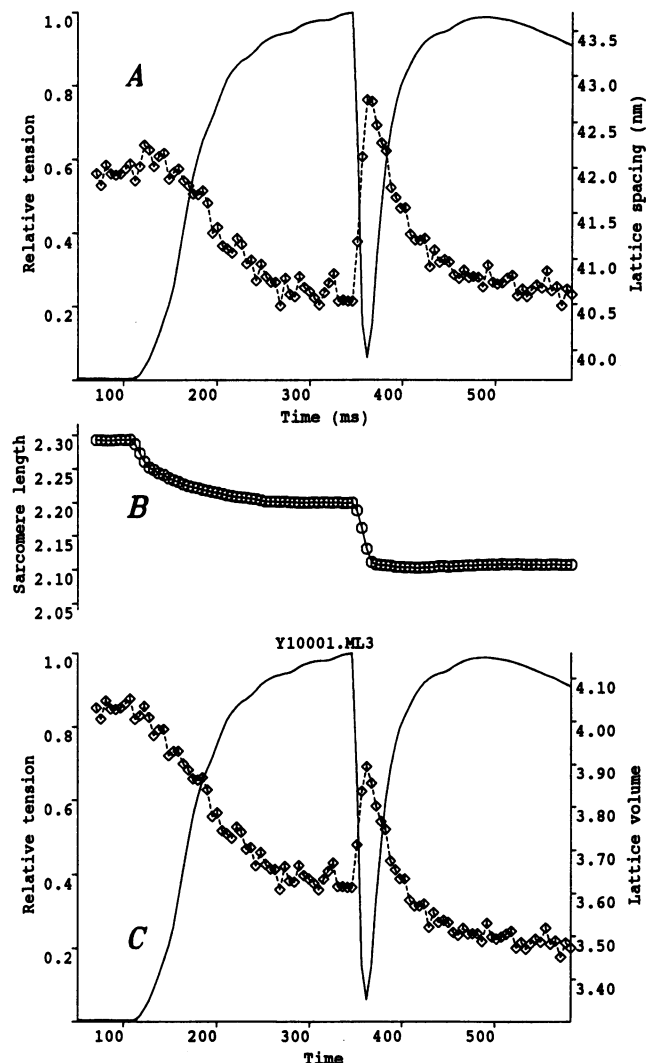 1.0
0.8
0.6
0.4
0.2
Relative tension
A
43.5
43.0
42.5
42.0
41.5
41.0
40.5
40.0
Lattice spacing (nm)
100 200 300 400 500
Time (ms)
2.30
2.20
2.15
2.10
2.05
Sarcomere length
B
Y10001.ML3
1.0
0.8
0.6
0.4
0.2
Relative tension
C
4.10
4.00
3.90
3.80
3.70
3.60
3.50
3.40
Lattice volume
100 200 300 400 500
Time